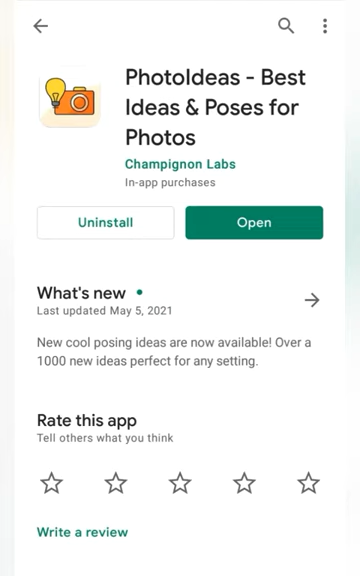 PhotoIdeas - Best
Ideas & Poses for
Photos
Champignon Labs
In-app purchases
Uninstall
Open
What's new
Last updated May 5, 2021
New cool posing ideas are now available! Over a
1000 new ideas perfect for any setting.
Rate this app
Tell others what you think
Write a review